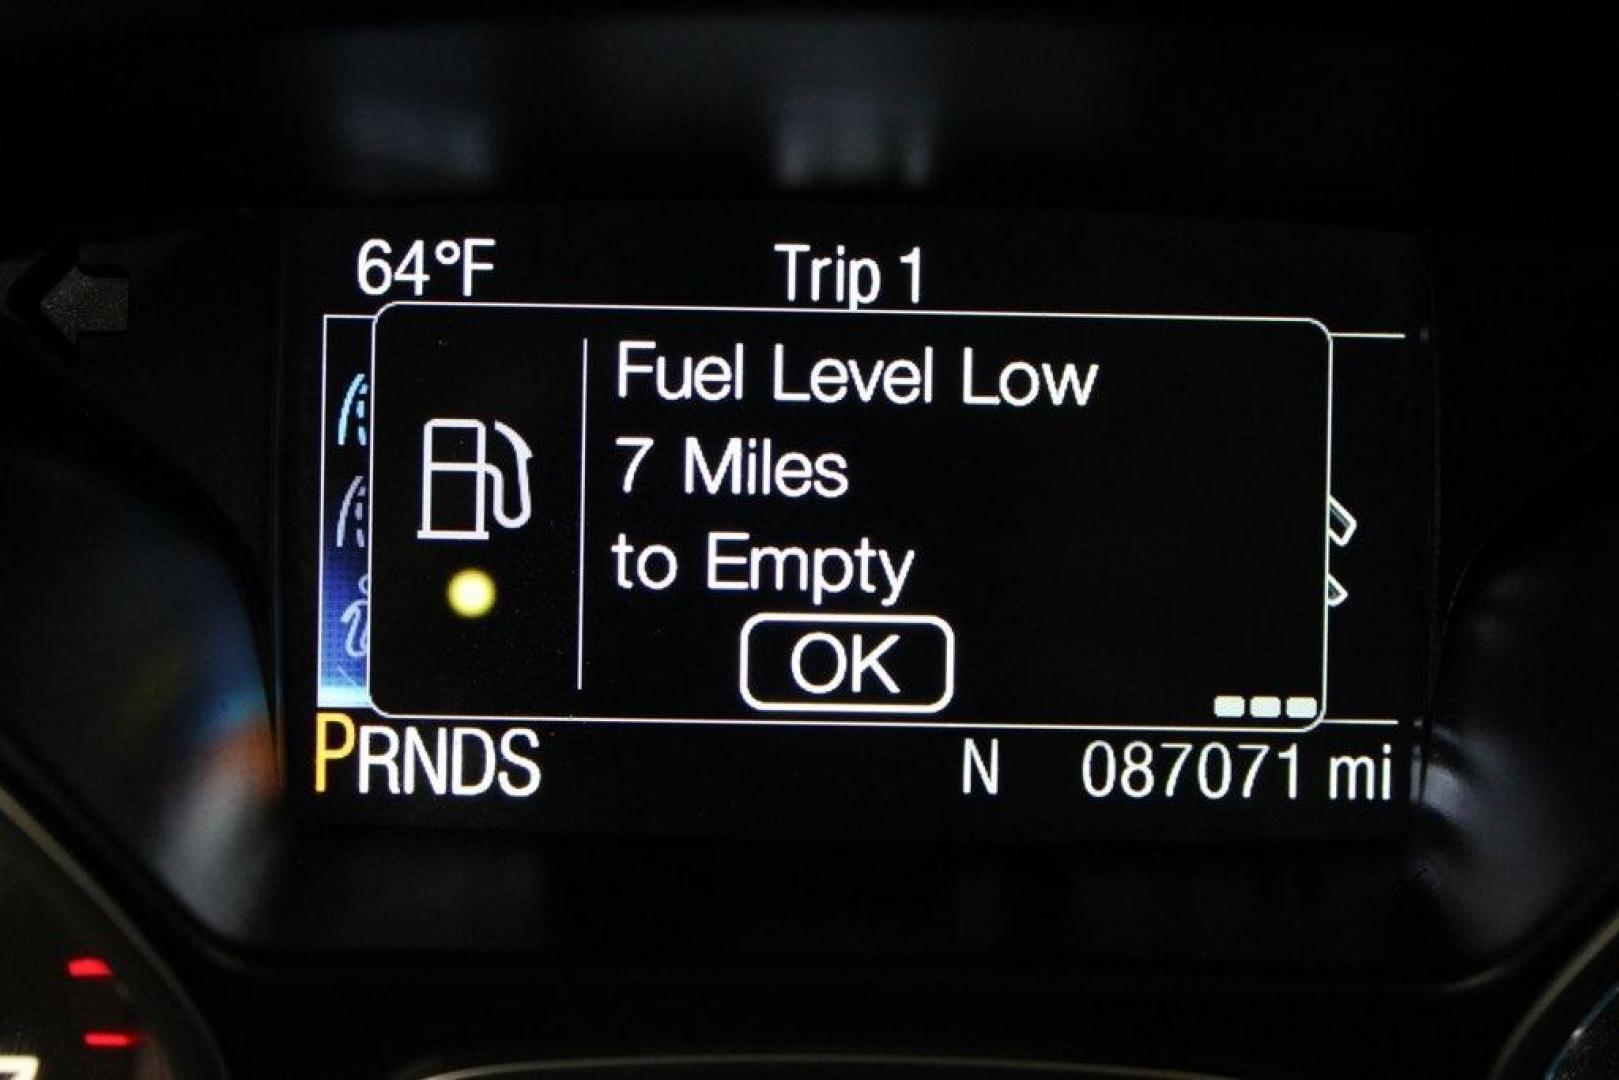 64°F Trip 1
Fuel Level Low
7 Miles
to Empty
OK
PRNDS N 087071 mi